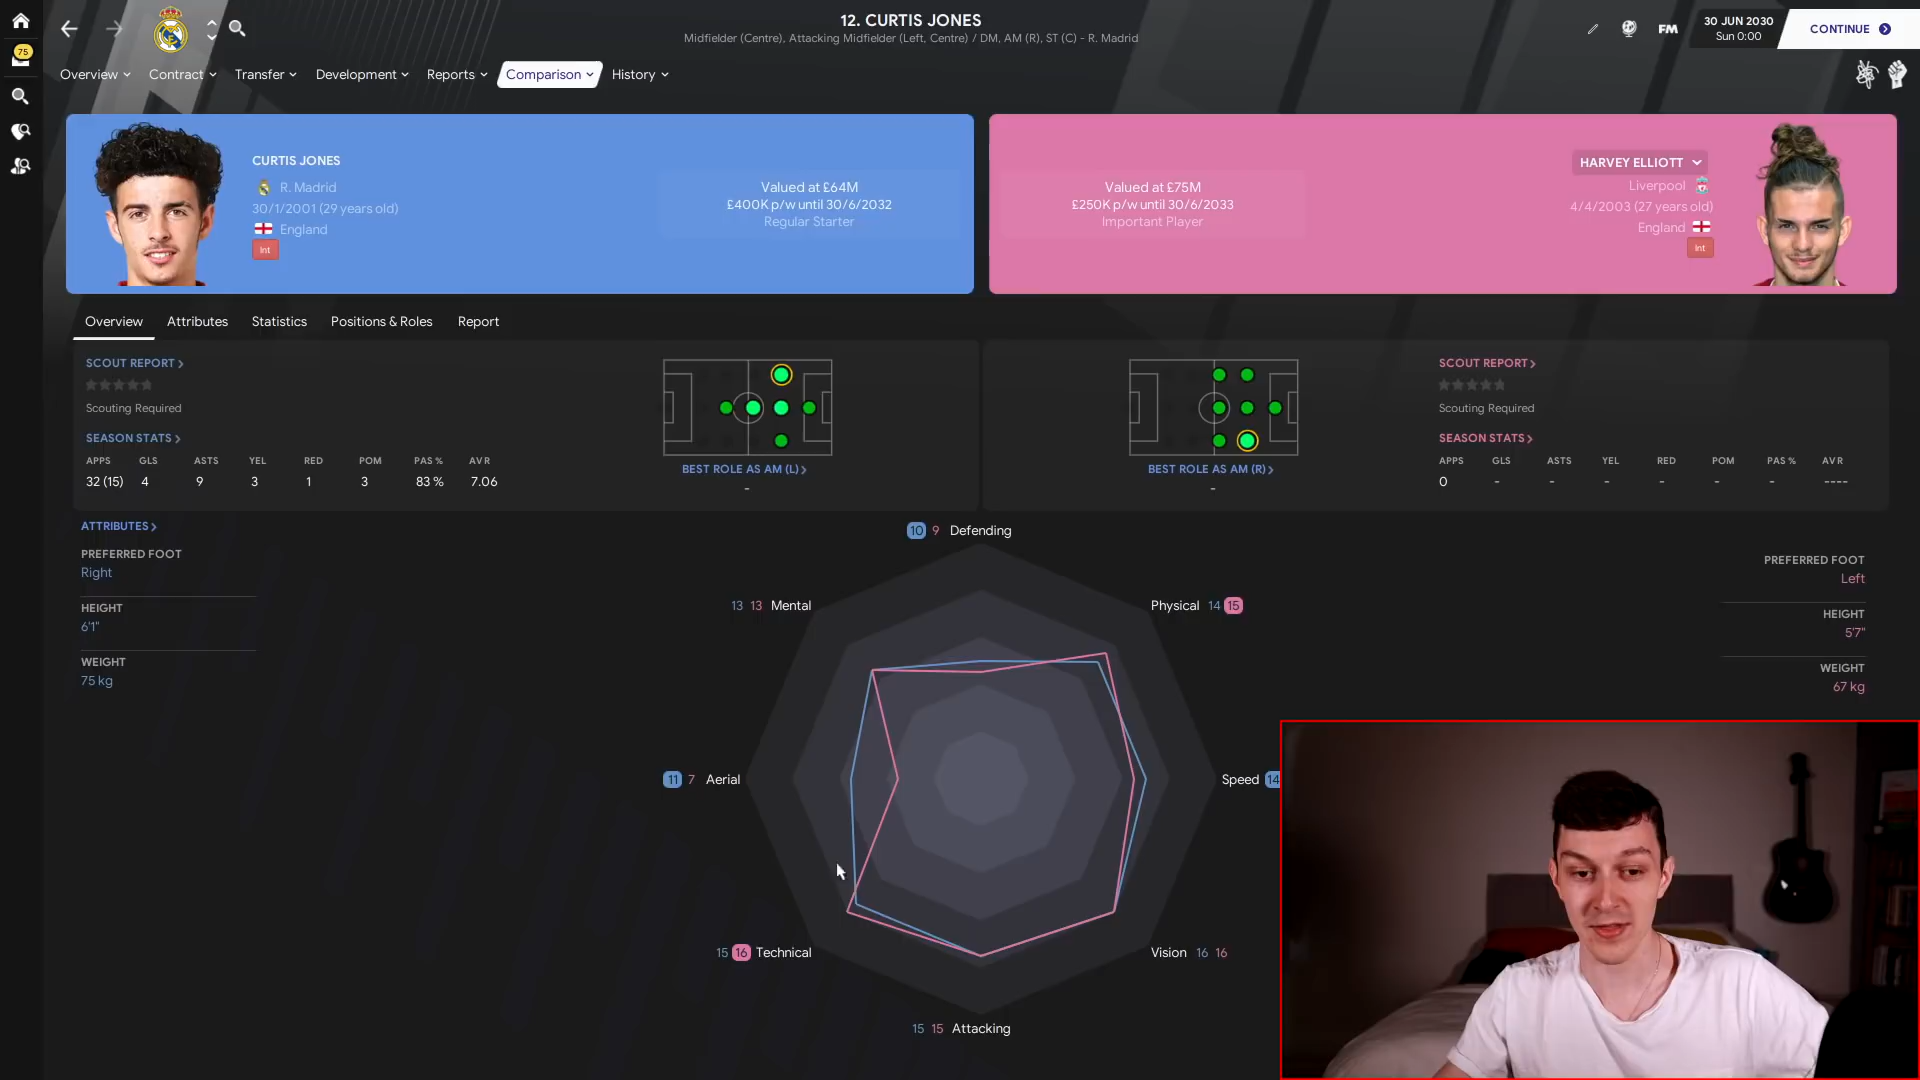 12. CURTIS JONES
Midfielder (Centre), Attacking Midfielder (Left, Centre) / DM, AM (R), ST (C) - R. Madrid
FM
30 JUN 2030
Sun 0:00
CONTINUE
75
Overview
Contract
Transfer
Development
Reports
Comparison
History
CURTIS JONES
R. Madrid
30/1/2001 (29 years old)
England
Int
Valued at £64M
£400K p/w until 30/6/2032
Regular Starter
Valued at £75M
£250K p/w until 30/6/2033
Important Player
HARVEY ELLIOTT
Liverpool
4/4/2003 (27 years old)
England
Int
Overview
Attributes
Statistics
Positions & Roles
Report
SCOUT REPORT
Scouting Required
SEASON STATS
APPS GLS ASTS YEL RED POM PAS % AVR
32 (15) 4 9 3 1 3 83 % 7.06
BEST ROLE AS AM (L)
-
BEST ROLE AS AM (R)
-
SCOUT REPORT
Scouting Required
SEASON STATS
APPS GLS ASTS YEL RED POM PAS % AVR
0 - - - - - - ----
ATTRIBUTES
PREFERRED FOOT
Right
HEIGHT
6'1"
WEIGHT
75 kg
10 9 Defending
13 13 Mental
Physical 14 15
11 7 Aerial
Speed 14
15 16 Technical
Vision 16 16
15 15 Attacking
PREFERRED FOOT
Left
HEIGHT
5'7"
WEIGHT
67 kg